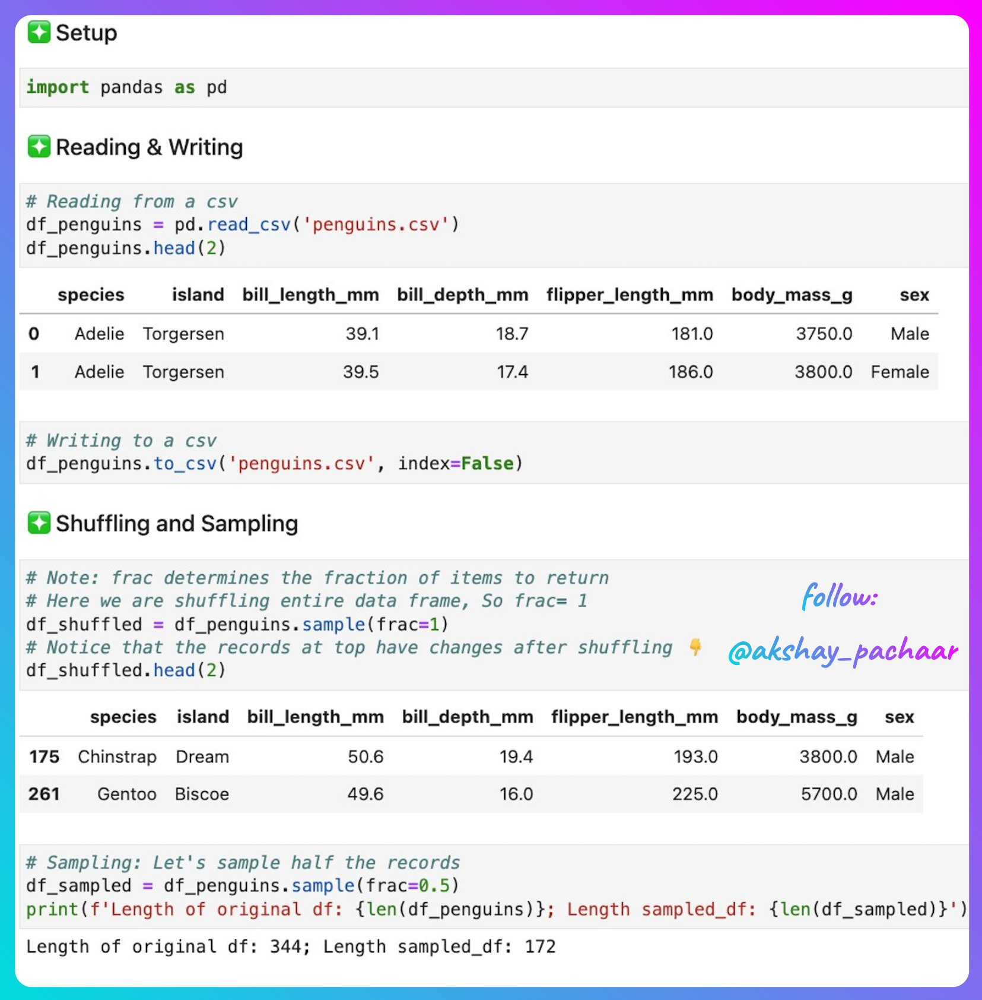 Setup
import pandas as pd
Reading & Writing
# Reading from a csv
df_penguins = pd.read_csv('penguins.csv')
df_penguins.head(2)
species island bill_length_mm bill_depth_mm flipper_length_mm body_mass_g sex
0 Adelie Torgersen 39.1 18.7 181.0 3750.0 Male
1 Adelie Torgersen 39.5 17.4 186.0 3800.0 Female
# Writing to a csv
df_penguins.to_csv('penguins.csv', index=False)
Shuffling and Sampling
# Note: frac determines the fraction of items to return
# Here we are shuffling entire data frame, So frac= 1
df_shuffled = df_penguins.sample(frac=1)
# Notice that the records at top have changes after shuffling 👇
df_shuffled.head(2)
follow:
@akshay_pachaar
species island bill_length_mm bill_depth_mm flipper_length_mm body_mass_g sex
175 Chinstrap Dream 50.6 19.4 193.0 3800.0 Male
261 Gentoo Biscoe 49.6 16.0 225.0 5700.0 Male
# Sampling: Let's sample half the records
df_sampled = df_penguins.sample(frac=0.5)
print(f'Length of original df: {len(df_penguins)}; Length sampled_df: {len(df_sampled)}')
Length of original df: 344; Length sampled_df: 172